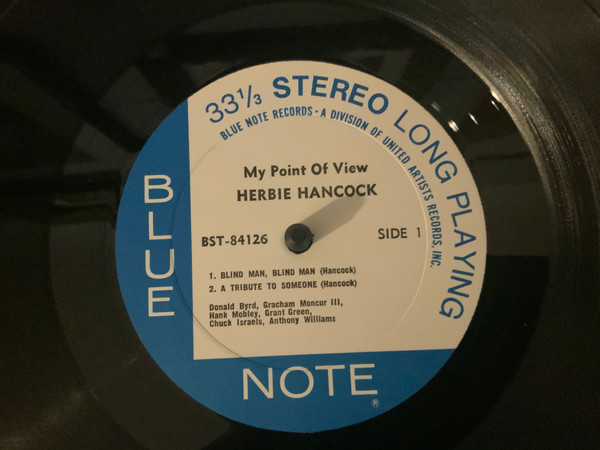 33⅓ STEREO LONG PLAYING
BLUE NOTE RECORDS · A DIVISION OF UNITED ARTISTS RECORDS, INC.
My Point Of View
HERBIE HANCOCK
BST-84126
SIDE 1
1. BLIND MAN, BLIND MAN (Hancock)
2. A TRIBUTE TO SOMEONE (Hancock)
Donald Byrd, Gracham Moncur III,
Hank Mobley, Grant Green,
Chuck Israels, Anthony Williams
BLUE
NOTE®